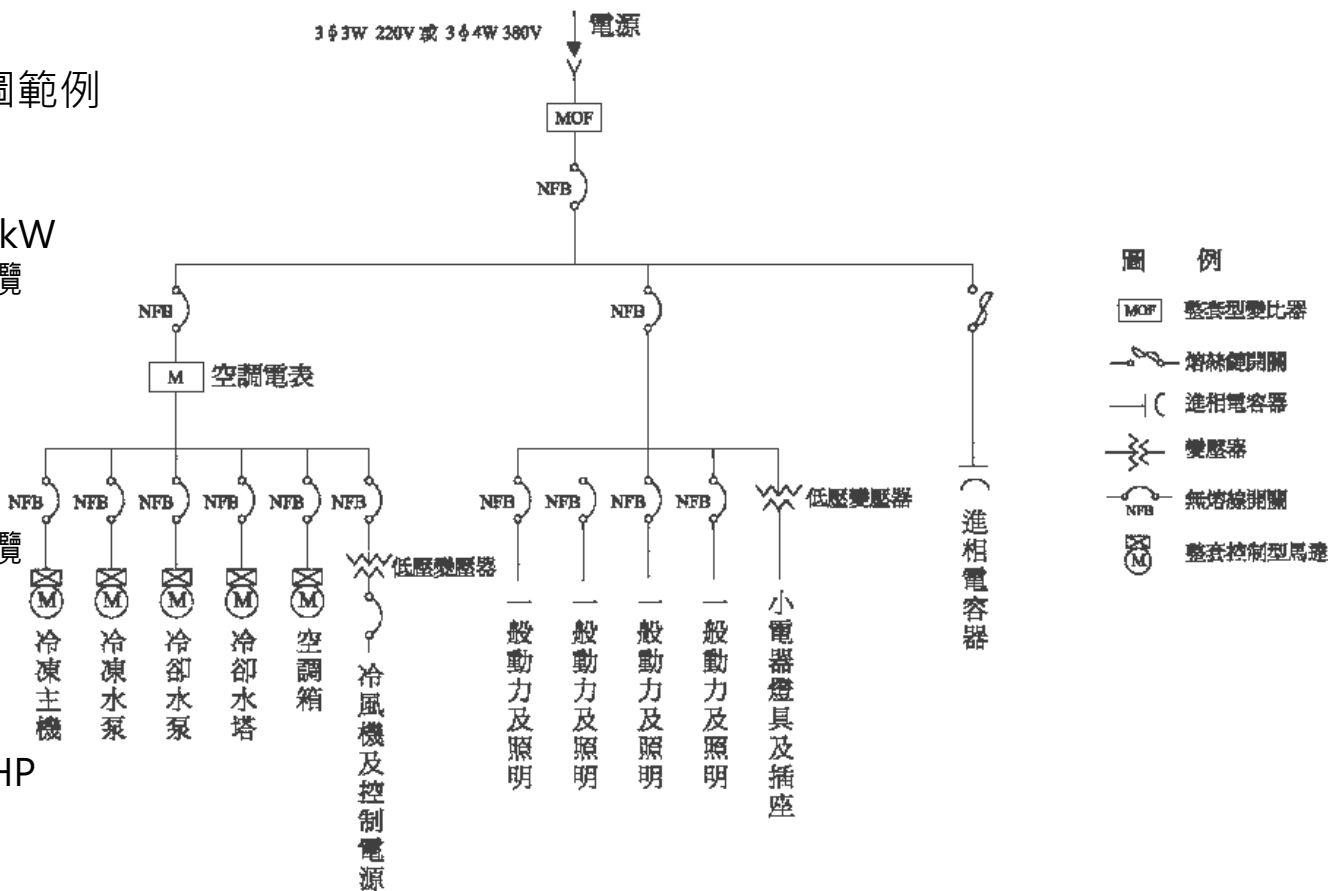 圖範例
kW
覽
覽
HP
3ϕ3W 220V 或 3ϕ4W 380V
電源
MOF
NFB
NFB
NFB
M
空調電表
NFB
NFB
NFB
NFB
NFB
NFB
NFB
NFB
NFB
NFB
低壓變壓器
低壓變壓器
M
M
M
M
M
冷凍主機
冷凍水泵
冷卻水泵
冷卻水塔
空調箱
冷風機及控制電源
一般動力及照明
一般動力及照明
一般動力及照明
一般動力及照明
小電器燈具及插座
進相電容器
圖 例
MOF 整套型變比器
熔絲鏈開關
進相電容器
變壓器
NFB 無熔線開關
M 整套控制型馬達